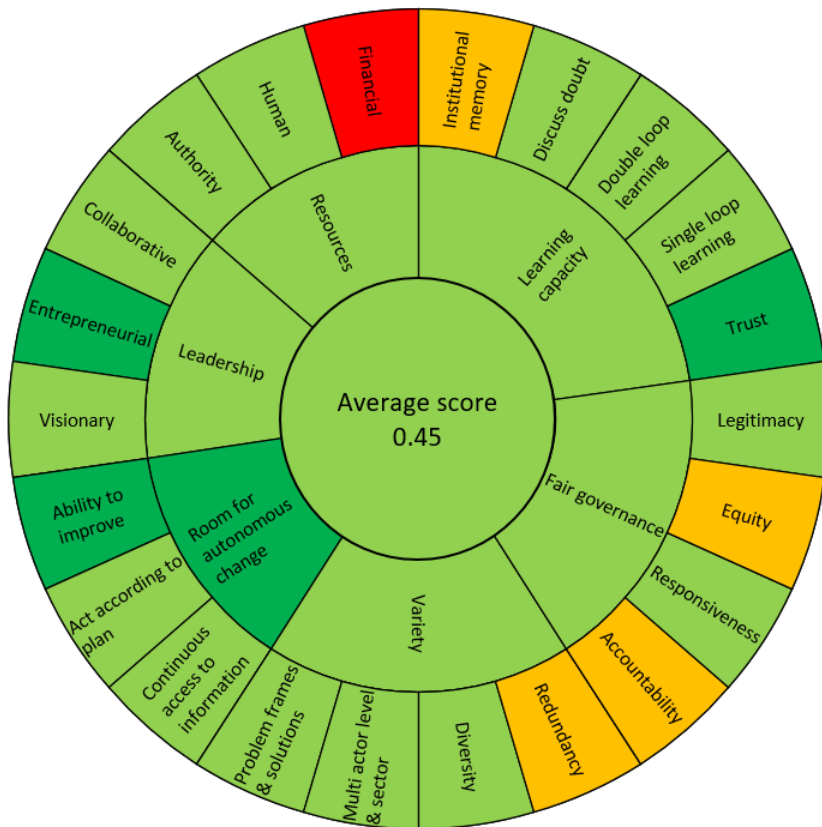 Average score
0.45
Learning
capacity
Fair governance
Variety
Room for
autonomous
change
Leadership
Resources
Institutional
memory
Discuss doubt
Double loop
learning
Single loop
learning
Trust
Legitimacy
Equity
Responsiveness
Accountability
Redundancy
Diversity
Multi actor level
& sector
Problem frames
& solutions
Continuous
access to
information
Act according to
plan
Ability to
improve
Visionary
Entrepreneurial
Collaborative
Authority
Human
Financial